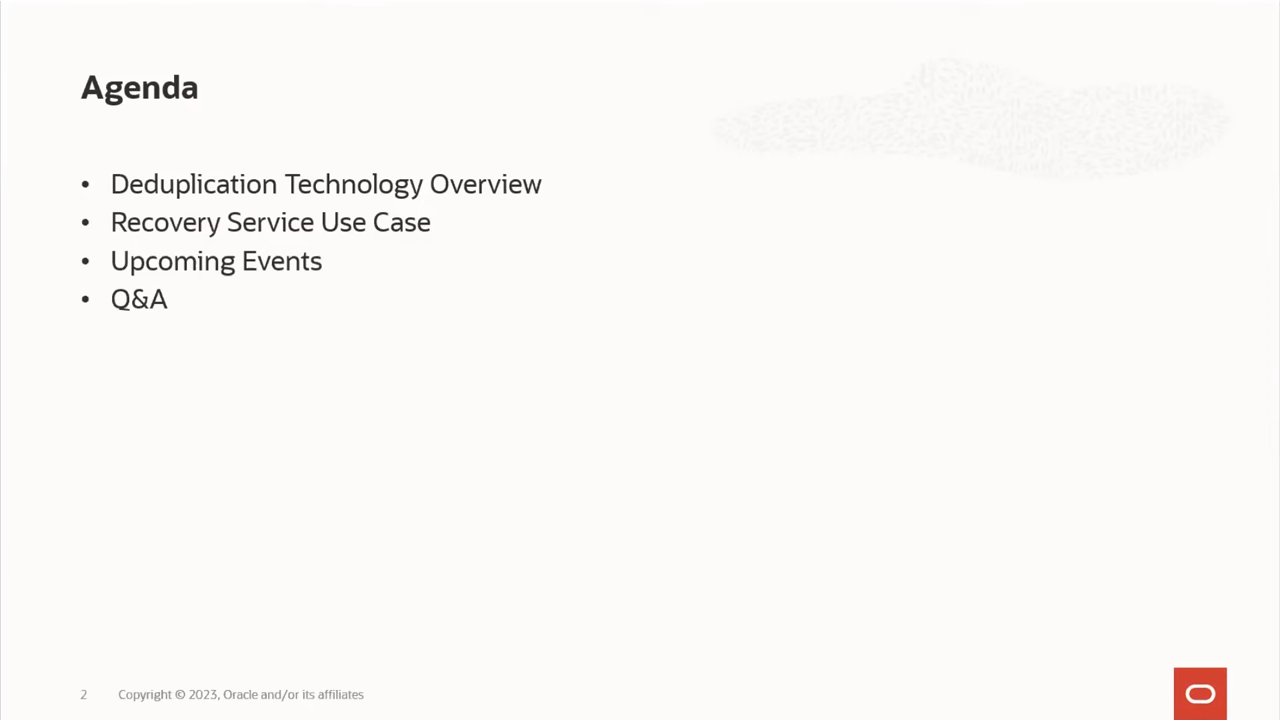 Agenda
• Deduplication Technology Overview
• Recovery Service Use Case
• Upcoming Events
• Q&A
2 Copyright © 2023, Oracle and/or its affiliates